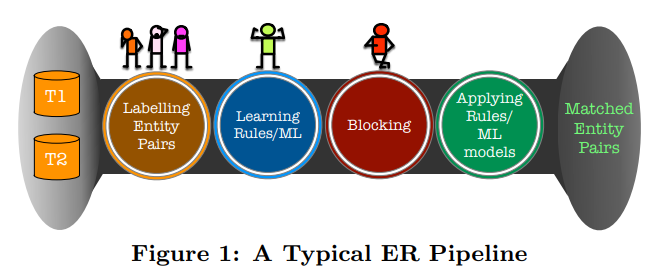 T1
T2
Labelling
Entity
Pairs
Learning
Rules/ML
Blocking
Applying
Rules/
ML
models
Matched
Entity
Pairs
Figure 1: A Typical ER Pipeline